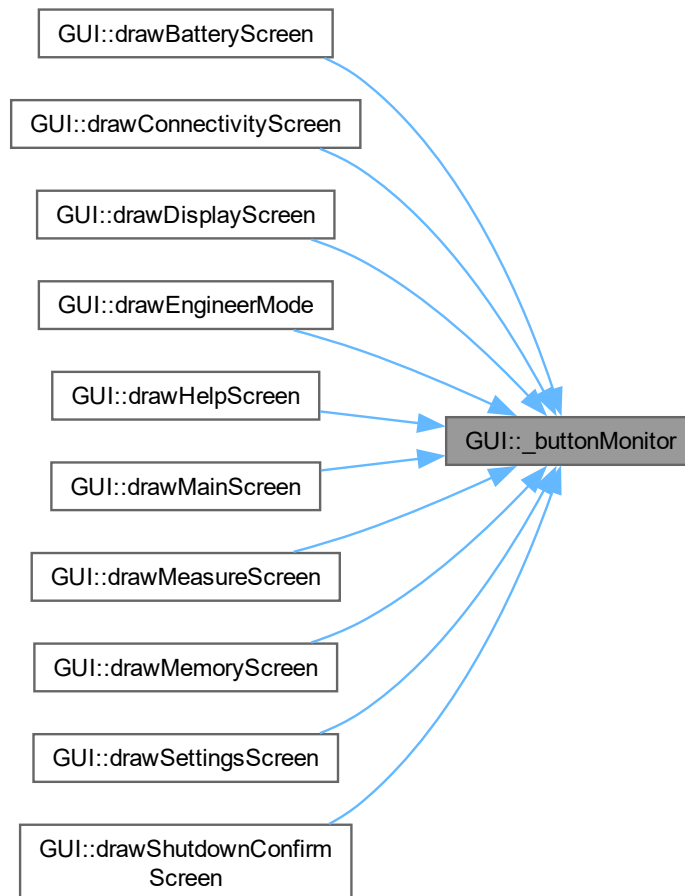 GUI::drawBatteryScreen
GUI::drawConnectivityScreen
GUI::drawDisplayScreen
GUI::drawEngineerMode
GUI::drawHelpScreen
GUI::_buttonMonitor
GUI::drawMainScreen
GUI::drawMeasureScreen
GUI::drawMemoryScreen
GUI::drawSettingsScreen
GUI::drawShutdownConfirm
Screen